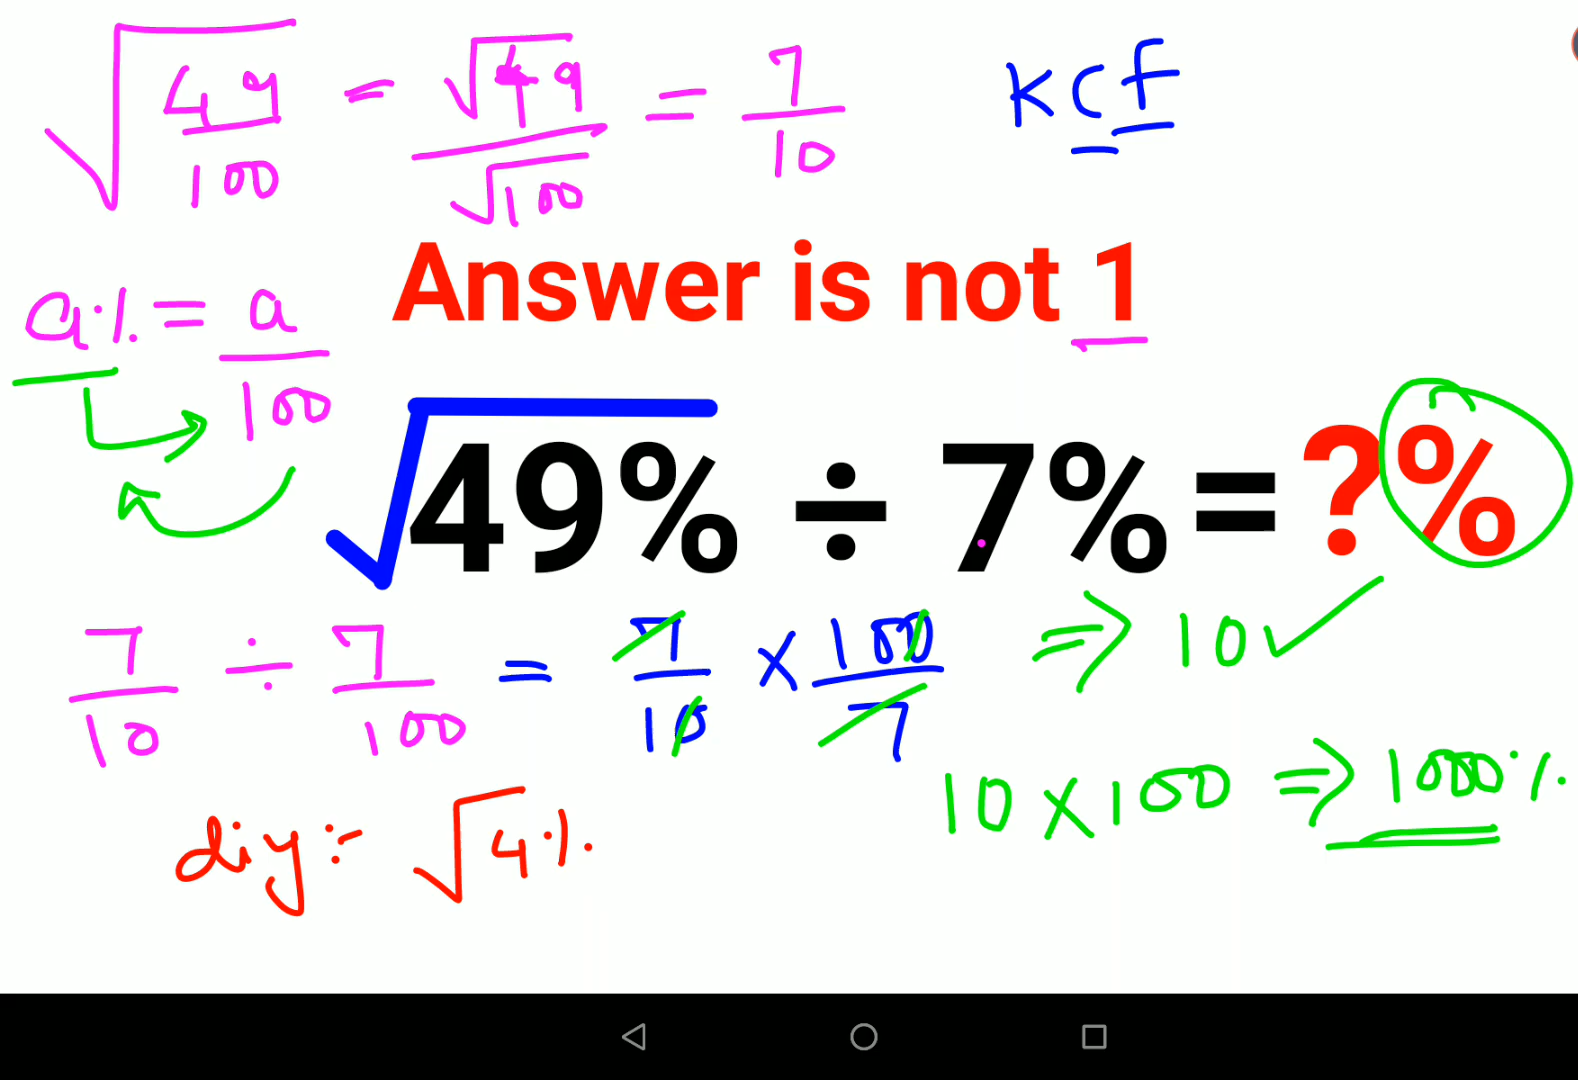 √49/100 = √49/√100 = 7/10 KCF
Answer is not 1
a% = a/100
√49% ÷ 7% = ?%
7/10 ÷ 7/100 = 7/10 × 100/7 ⇒ 10 ✓
10 × 100 ⇒ 1000%
diy:- √4%